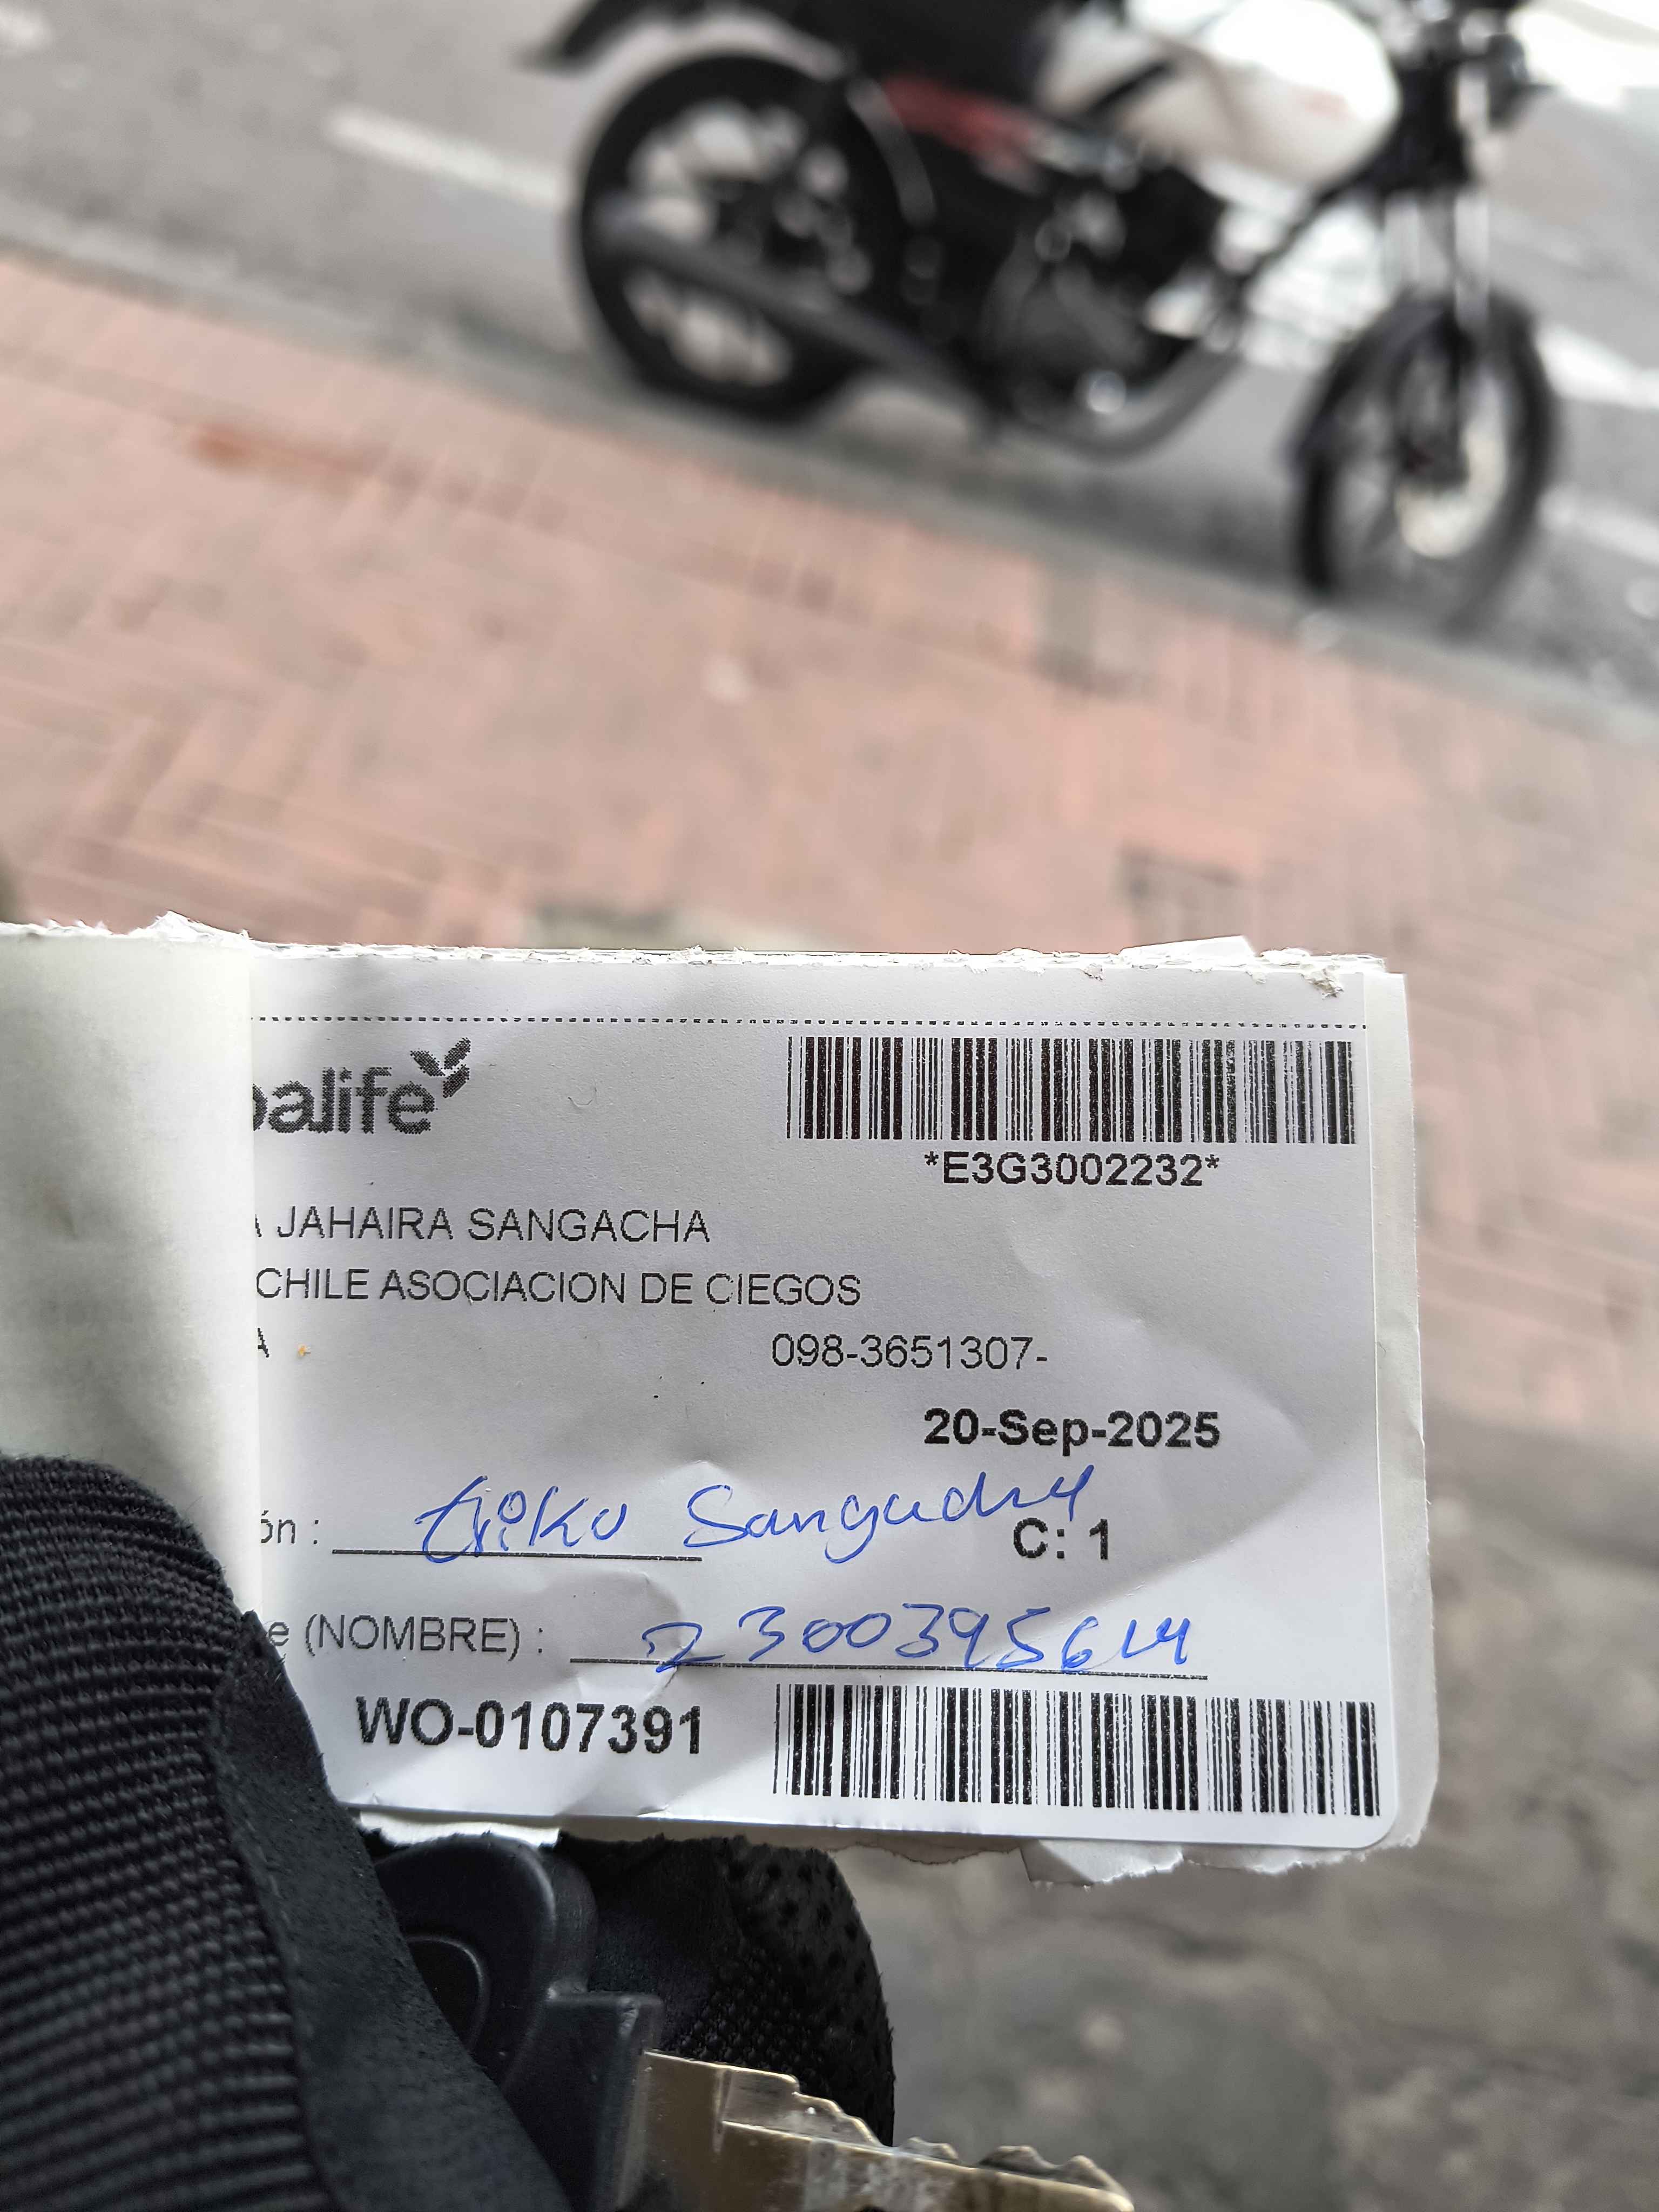 balife
*E3G3002232*
A JAHAIRA SANGACHA
CHILE ASOCIACION DE CIEGOS
A 098-3651307-
20-Sep-2025
ón : Sangacha
C: 1
e (NOMBRE) : 2300395614
WO-0107391